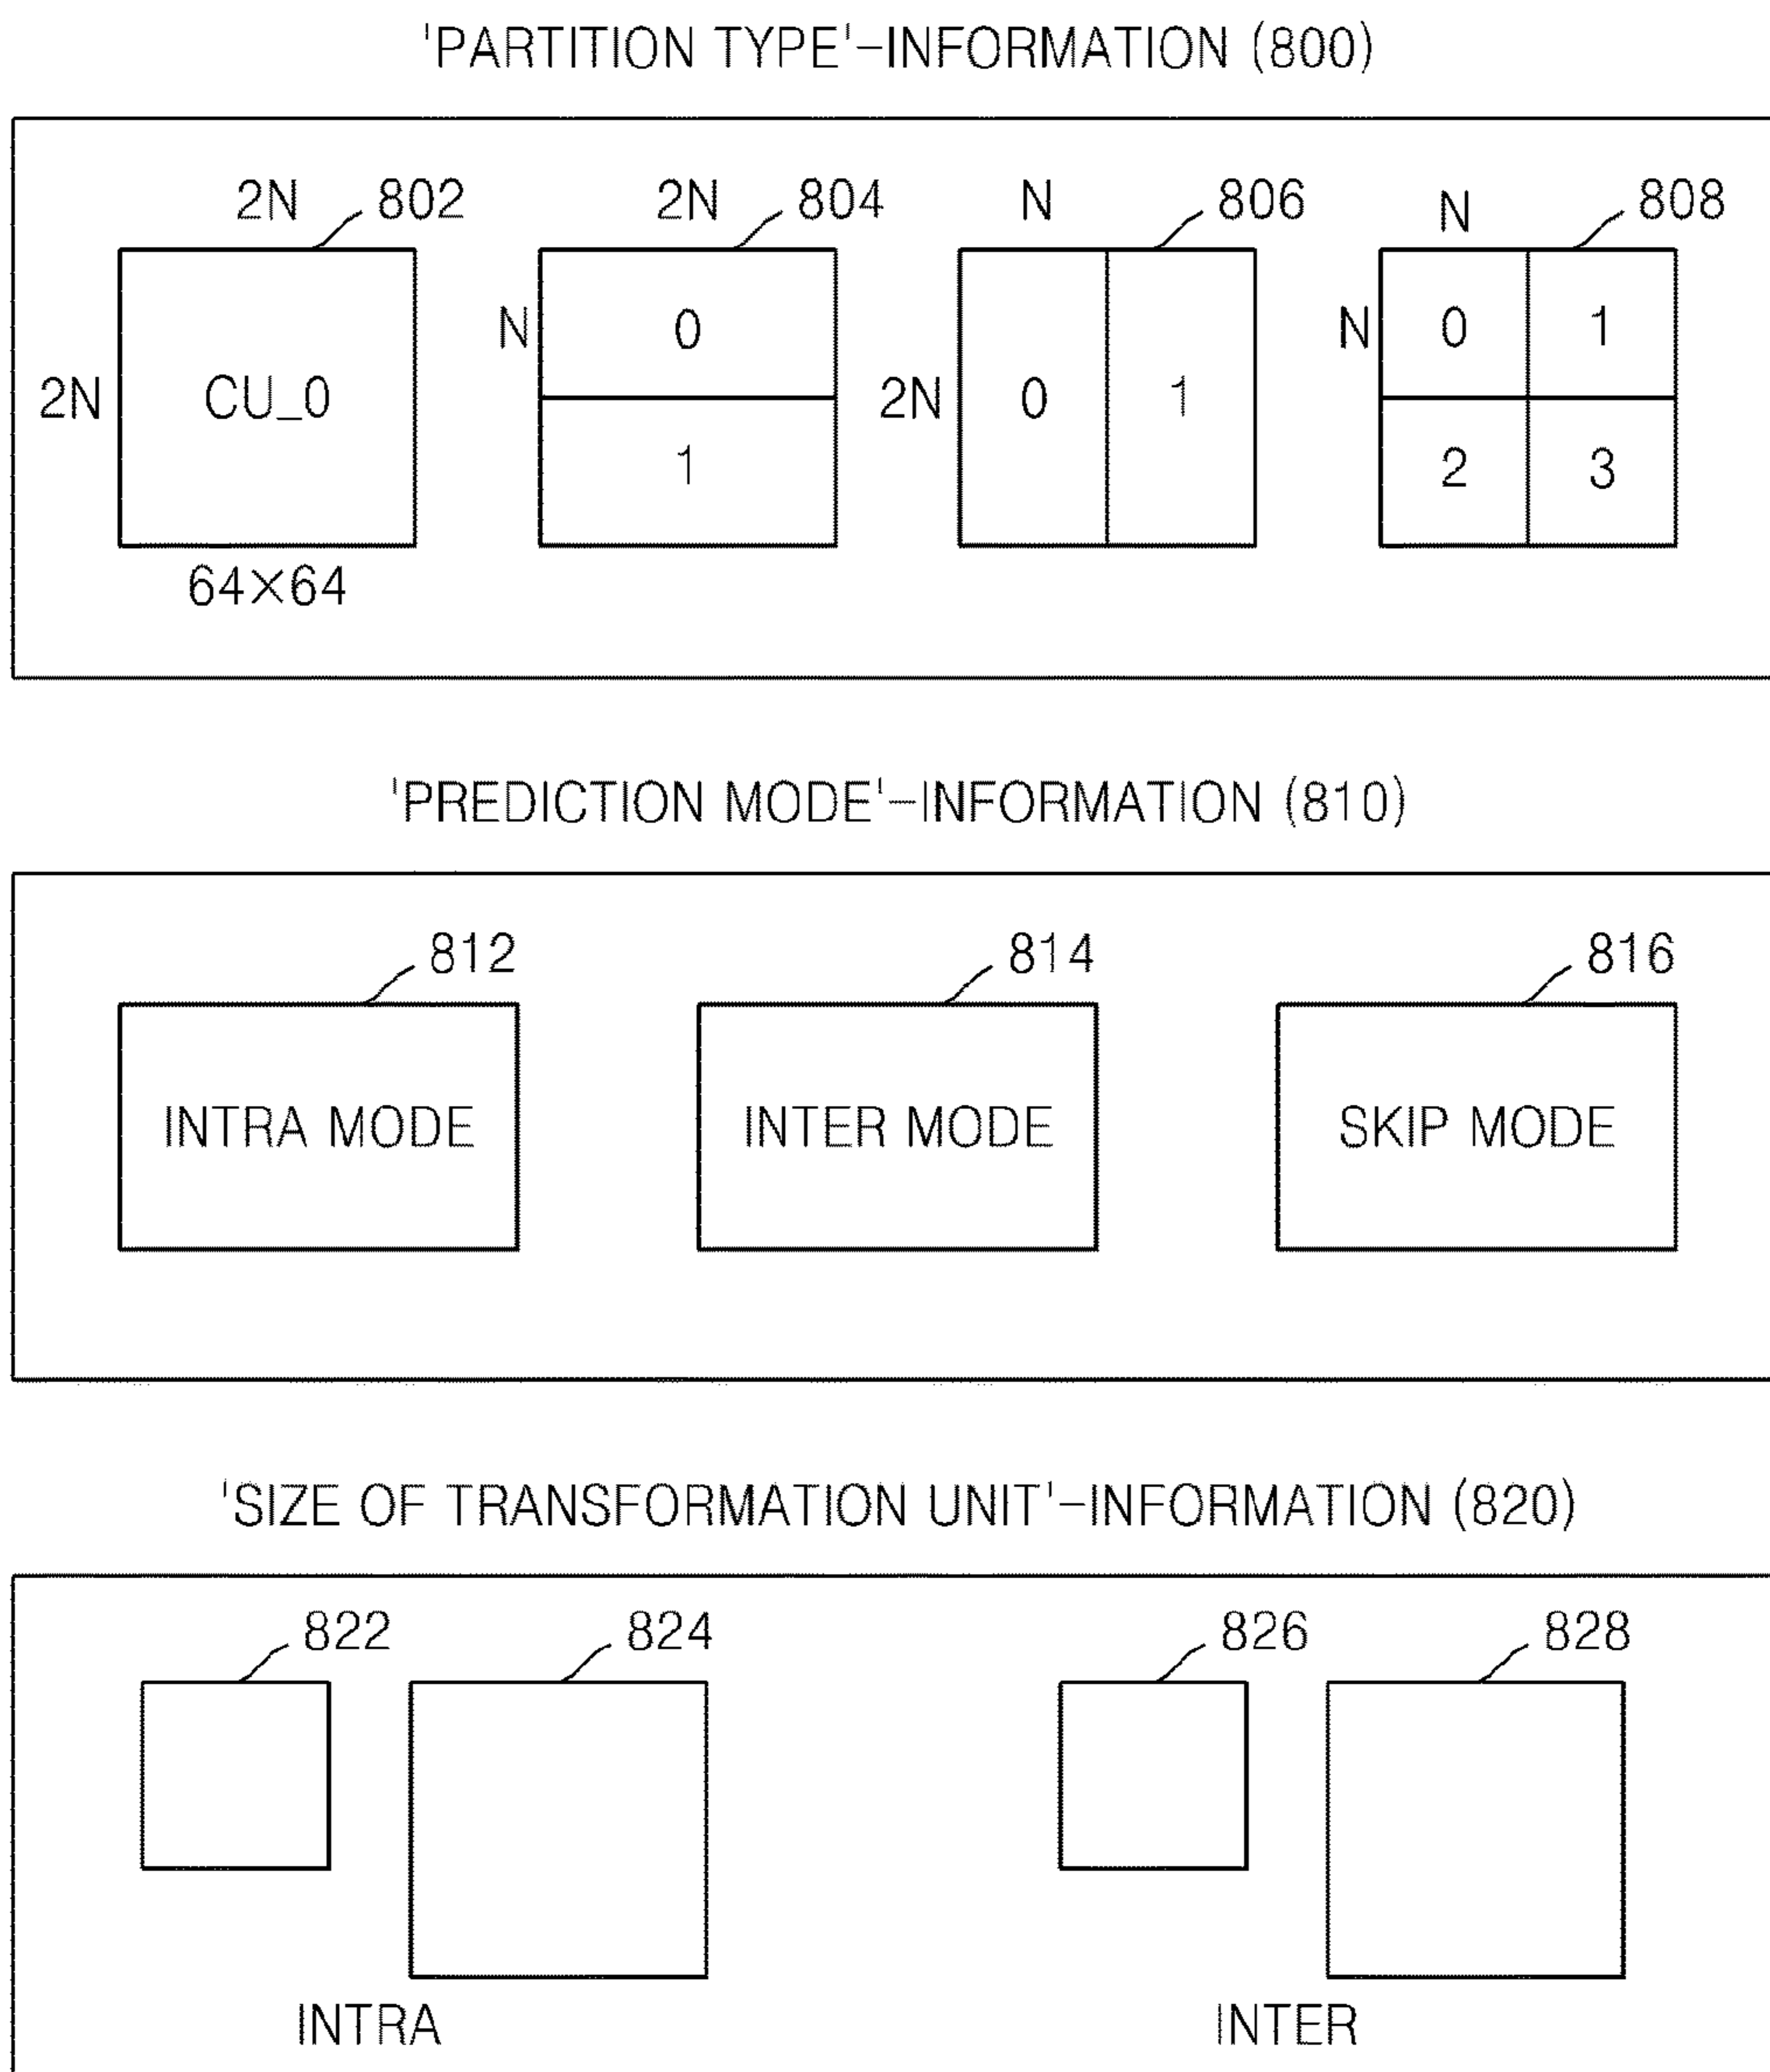 'PARTITION TYPE'-INFORMATION (800)
2N 802 2N 804 N 806 N 808
N 0 N 0 1
2N CU_0 2N 0 1
1 2 3
64×64
'PREDICTION MODE'-INFORMATION (810)
812 814 816
INTRA MODE INTER MODE SKIP MODE
'SIZE OF TRANSFORMATION UNIT'-INFORMATION (820)
822 824 826 828
INTRA INTER